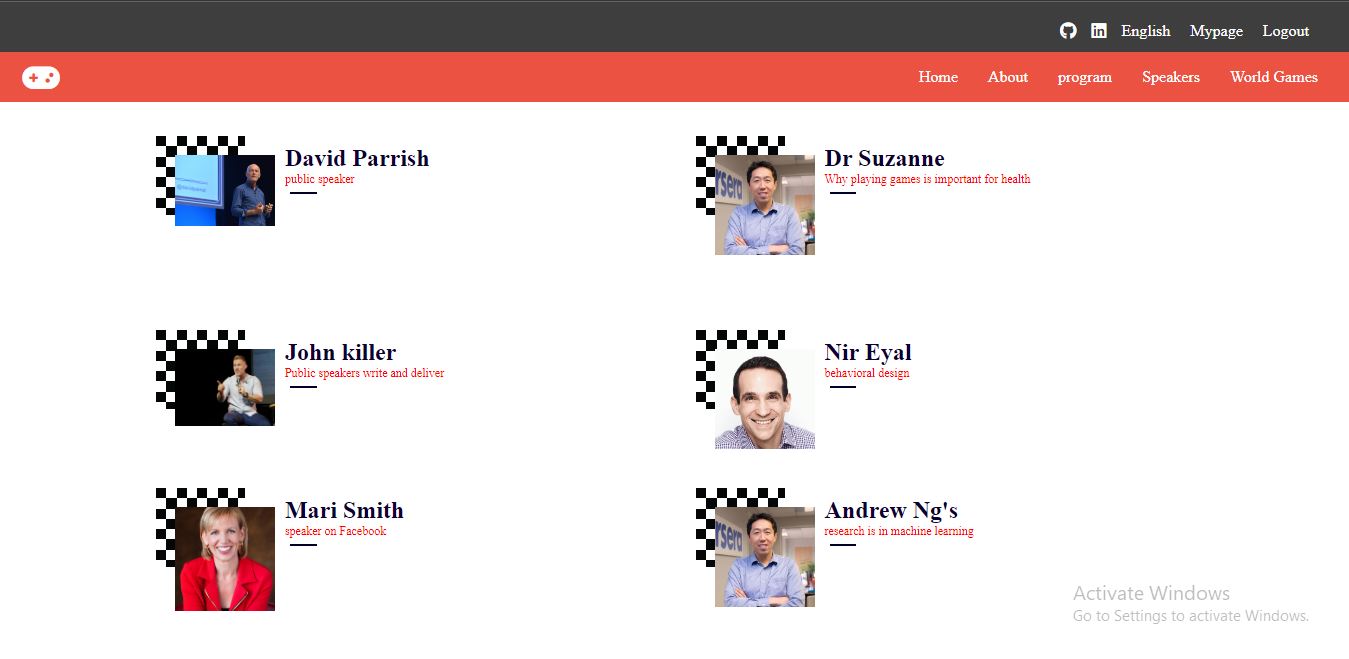 English Mypage Logout
Home About program Speakers World Games
David Parrish
public speaker
Dr Suzanne
Why playing games is important for health
rsera
John killer
Public speakers write and deliver
Nir Eyal
behavioral design
Mari Smith
speaker on Facebook
Andrew Ng's
research is in machine learning
rsera
Activate Windows
Go to Settings to activate Windows.